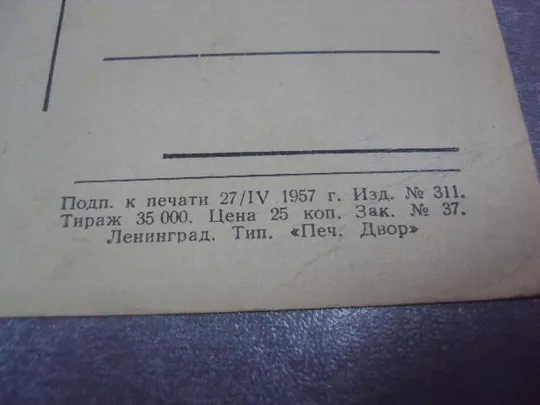 Подп. к печати 27/IV 1957 г. Изд. № 311.
Тираж 35 000. Цена 25 коп. Зак. № 37.
Ленинград. Тип. «Печ. Двор»